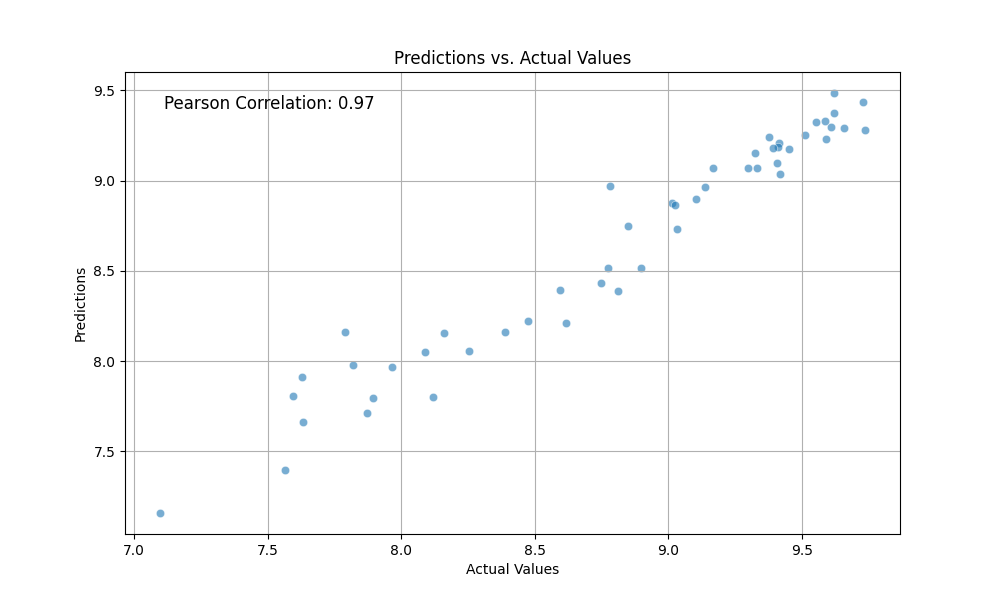 Predictions vs. Actual Values
Pearson Correlation: 0.97
9.5
9.0
8.5
8.0
7.5
Predictions
7.0 7.5 8.0 8.5 9.0 9.5
Actual Values